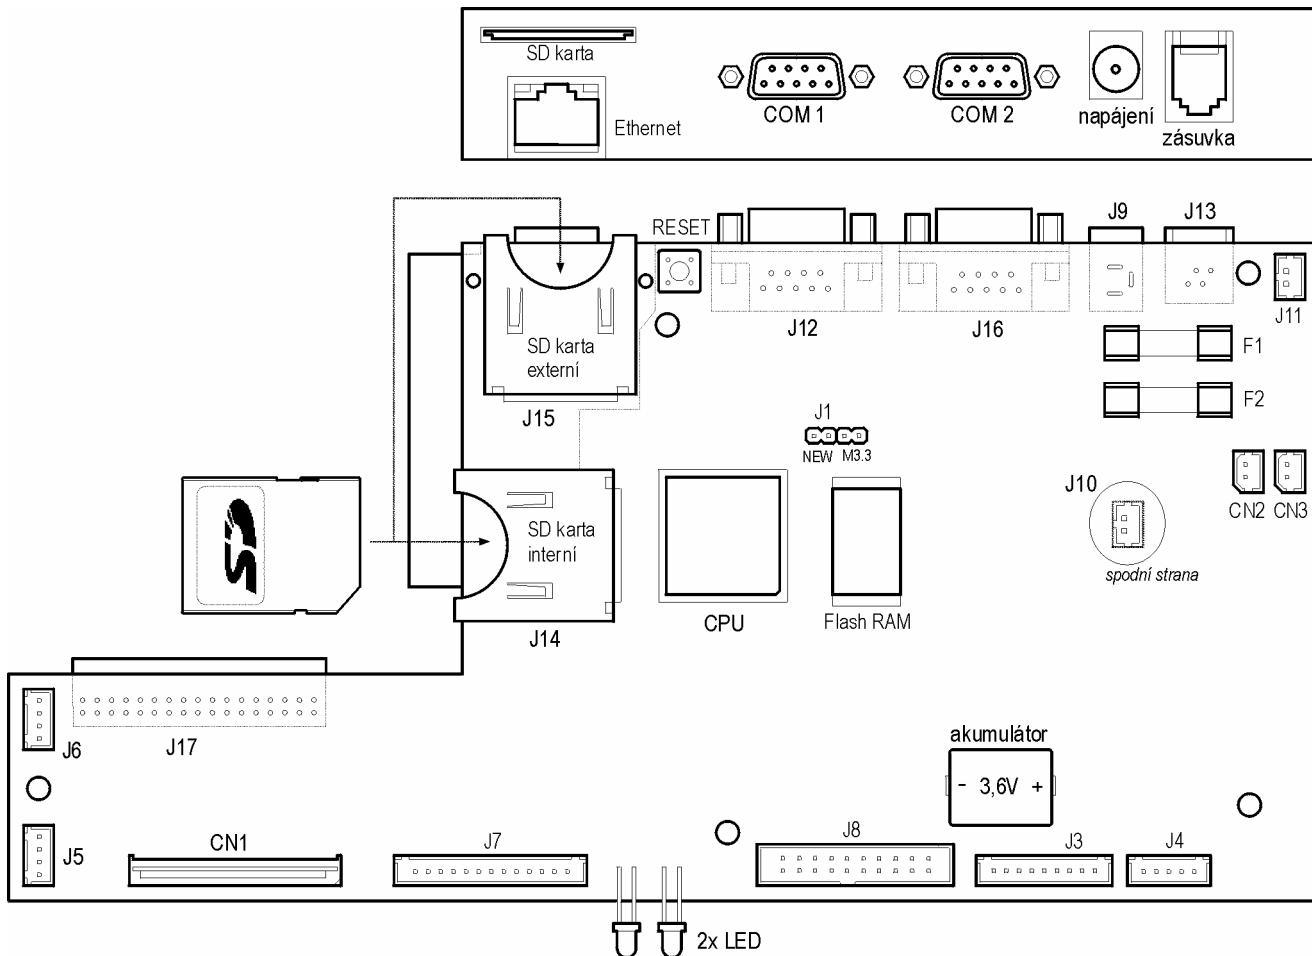 SD karta
Ethernet
COM 1
COM 2
napájení
zásuvka
RESET
J9
J13
J12
J16
J11
SD karta
externí
J15
F1
F2
J1
NEW M3.3
J10
CN2 CN3
SD
SD karta
interní
spodní strana
J14
CPU
Flash RAM
J6
J17
akumulátor
- 3,6V +
J5
CN1
J7
J8
J3
J4
2x LED